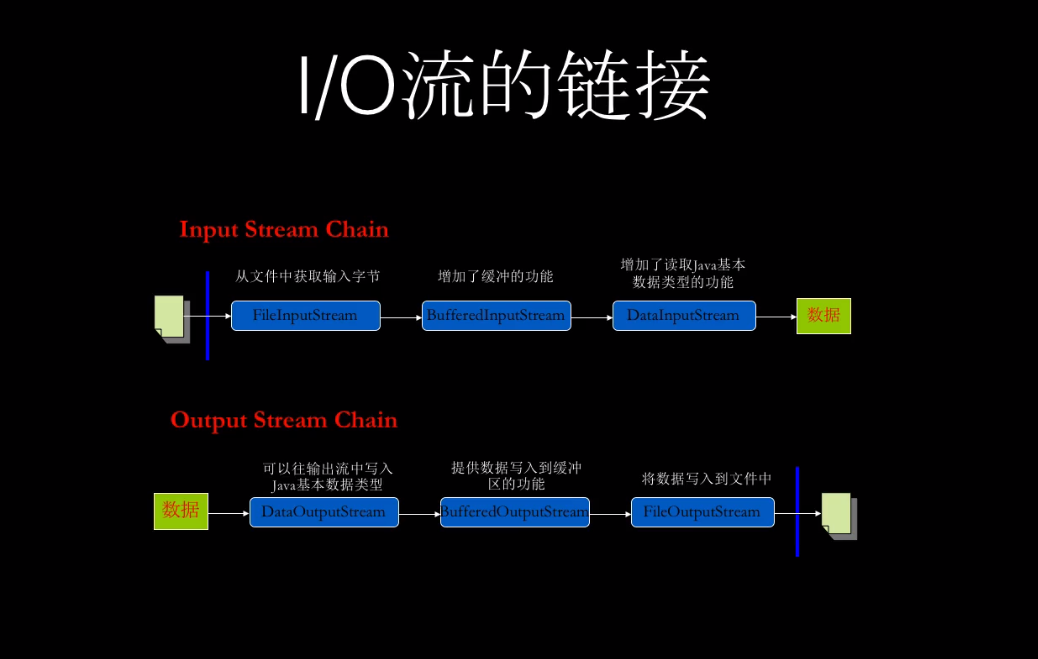 I/O流的链接
Input Stream Chain
从文件中获取输入字节
增加了缓冲的功能
增加了读取Java基本
数据类型的功能
FileInputStream
BufferedInputStream
DataInputStream
数据
Output Stream Chain
可以往输出流中写入
Java基本数据类型
提供数据写入到缓冲
区的功能
将数据写入到文件中
数据
DataOutputStream
BufferedOutputStream
FileOutputStream